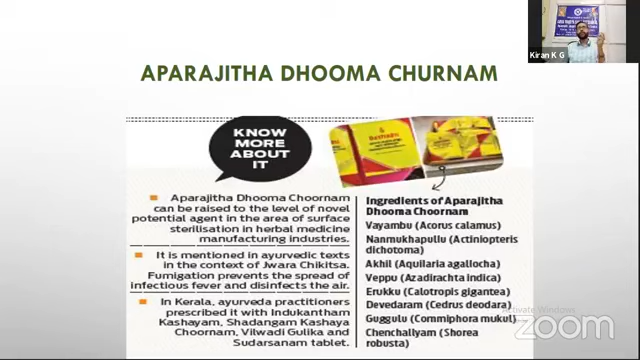 Kiran K G
APARAJITHA DHOOMA CHURNAM
KNOW
MORE
ABOUT
IT
Aparajitha Dhooma Choornam
can be raised to the level of novel
potential agent in the area of surface
sterilisation in herbal medicine
manufacturing industries.
It is mentioned in ayurvedic texts
in the context of Jwara Chikitsa.
Fumigation prevents the spread of
infectious fever and disinfects the air.
In Kerala, ayurveda practitioners
prescribed it with Indukantham
Kashayam, Shadangam Kashaya
Choornam, Vilwadi Gulika and
Sudarsanam tablet.
Ingredients of Aparajitha
Dhooma Choornam
Vayambu (Acorus calamus)
Nanmukhapullu (Actiniopteris
dichotoma)
Akhil (Aquilaria agallocha)
Veppu (Azadirachta indica)
Erukku (Calotropis gigantea)
Devedaram (Cedrus deodara)
Guggulu (Commiphora mukul)
Chenchallyam (Shorea
robusta)
Activate Windows
zoom